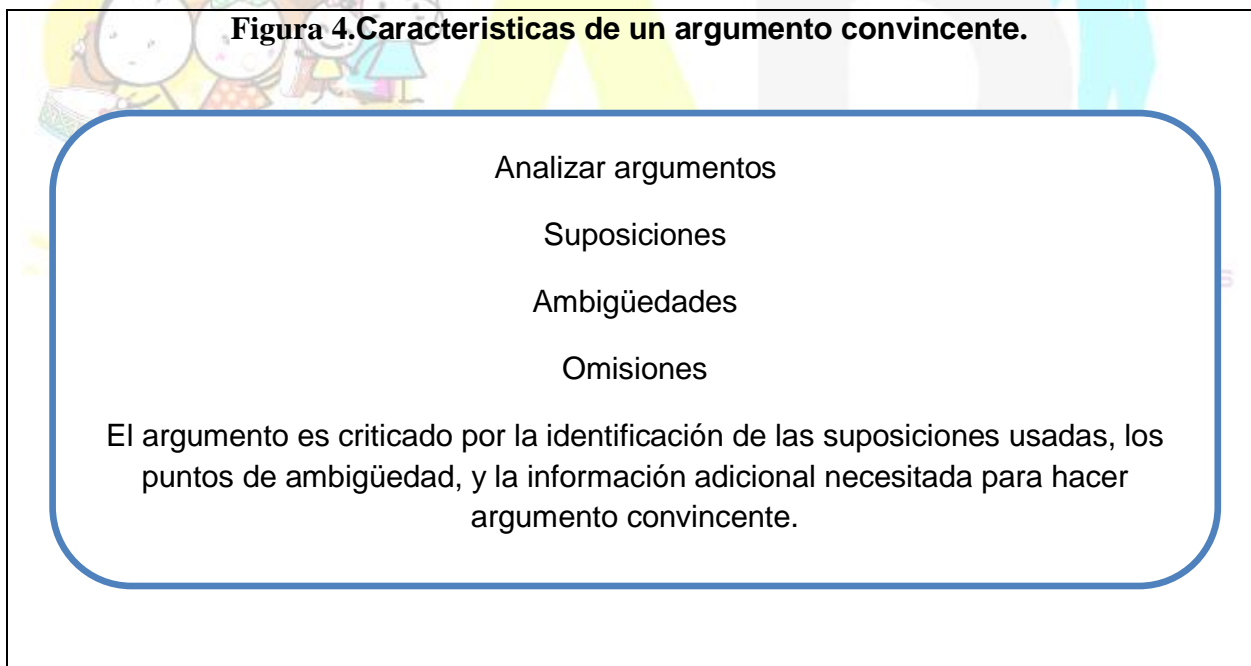 Figura 4.Caracteristicas de un argumento convincente.
Analizar argumentos
Suposiciones
Ambigüedades
Omisiones
El argumento es criticado por la identificación de las suposiciones usadas, los
puntos de ambigüedad, y la información adicional necesitada para hacer
argumento convincente.